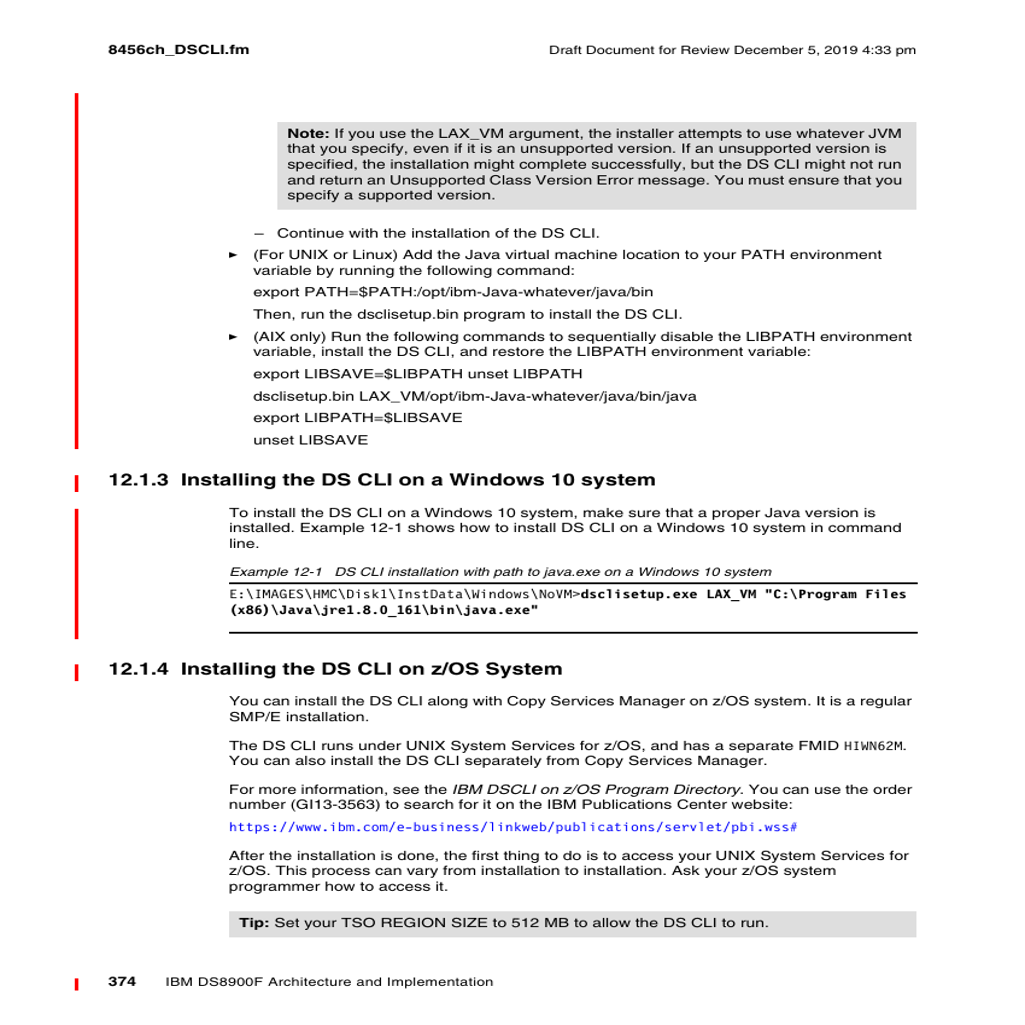 8456ch_DSCLI.fm
Draft Document for Review December 5, 2019 4:33 pm
Note: If you use the LAX_VM argument, the installer attempts to use whatever JVM
that you specify, even if it is an unsupported version. If an unsupported version is
specified, the installation might complete successfully, but the DS CLI might not run
and return an Unsupported Class Version Error message. You must ensure that you
specify a supported version.
– Continue with the installation of the DS CLI.
► (For UNIX or Linux) Add the Java virtual machine location to your PATH environment
variable by running the following command:
export PATH=$PATH:/opt/ibm-Java-whatever/java/bin
Then, run the dsclisetup.bin program to install the DS CLI.
► (AIX only) Run the following commands to sequentially disable the LIBPATH environment
variable, install the DS CLI, and restore the LIBPATH environment variable:
export LIBSAVE=$LIBPATH unset LIBPATH
dsclisetup.bin LAX_VM/opt/ibm-Java-whatever/java/bin/java
export LIBPATH=$LIBSAVE
unset LIBSAVE
12.1.3 Installing the DS CLI on a Windows 10 system
To install the DS CLI on a Windows 10 system, make sure that a proper Java version is
installed. Example 12-1 shows how to install DS CLI on a Windows 10 system in command
line.
Example 12-1 DS CLI installation with path to java.exe on a Windows 10 system
E:\IMAGES\HMC\Disk1\InstData\Windows\NoVM>dsclisetup.exe LAX_VM "C:\Program Files
(x86)\Java\jre1.8.0_161\bin\java.exe"
12.1.4 Installing the DS CLI on z/OS System
You can install the DS CLI along with Copy Services Manager on z/OS system. It is a regular
SMP/E installation.
The DS CLI runs under UNIX System Services for z/OS, and has a separate FMID HIWN62M.
You can also install the DS CLI separately from Copy Services Manager.
For more information, see the IBM DSCLI on z/OS Program Directory. You can use the order
number (GI13-3563) to search for it on the IBM Publications Center website:
https://www.ibm.com/e-business/linkweb/publications/servlet/pbi.wss#
After the installation is done, the first thing to do is to access your UNIX System Services for
z/OS. This process can vary from installation to installation. Ask your z/OS system
programmer how to access it.
Tip: Set your TSO REGION SIZE to 512 MB to allow the DS CLI to run.
374 IBM DS8900F Architecture and Implementation